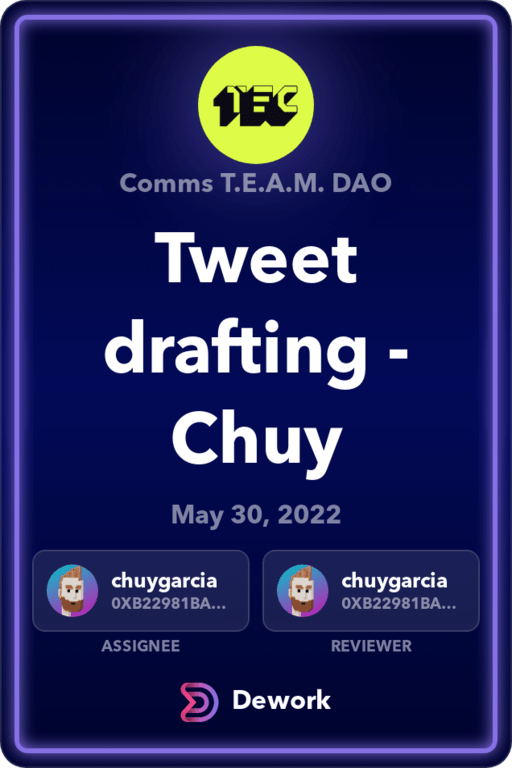 TEC
Comms T.E.A.M. DAO
Tweet
drafting -
Chuy
May 30, 2022
chuygarcia
0XB22981BA...
chuygarcia
0XB22981BA...
ASSIGNEE
REVIEWER
Dework